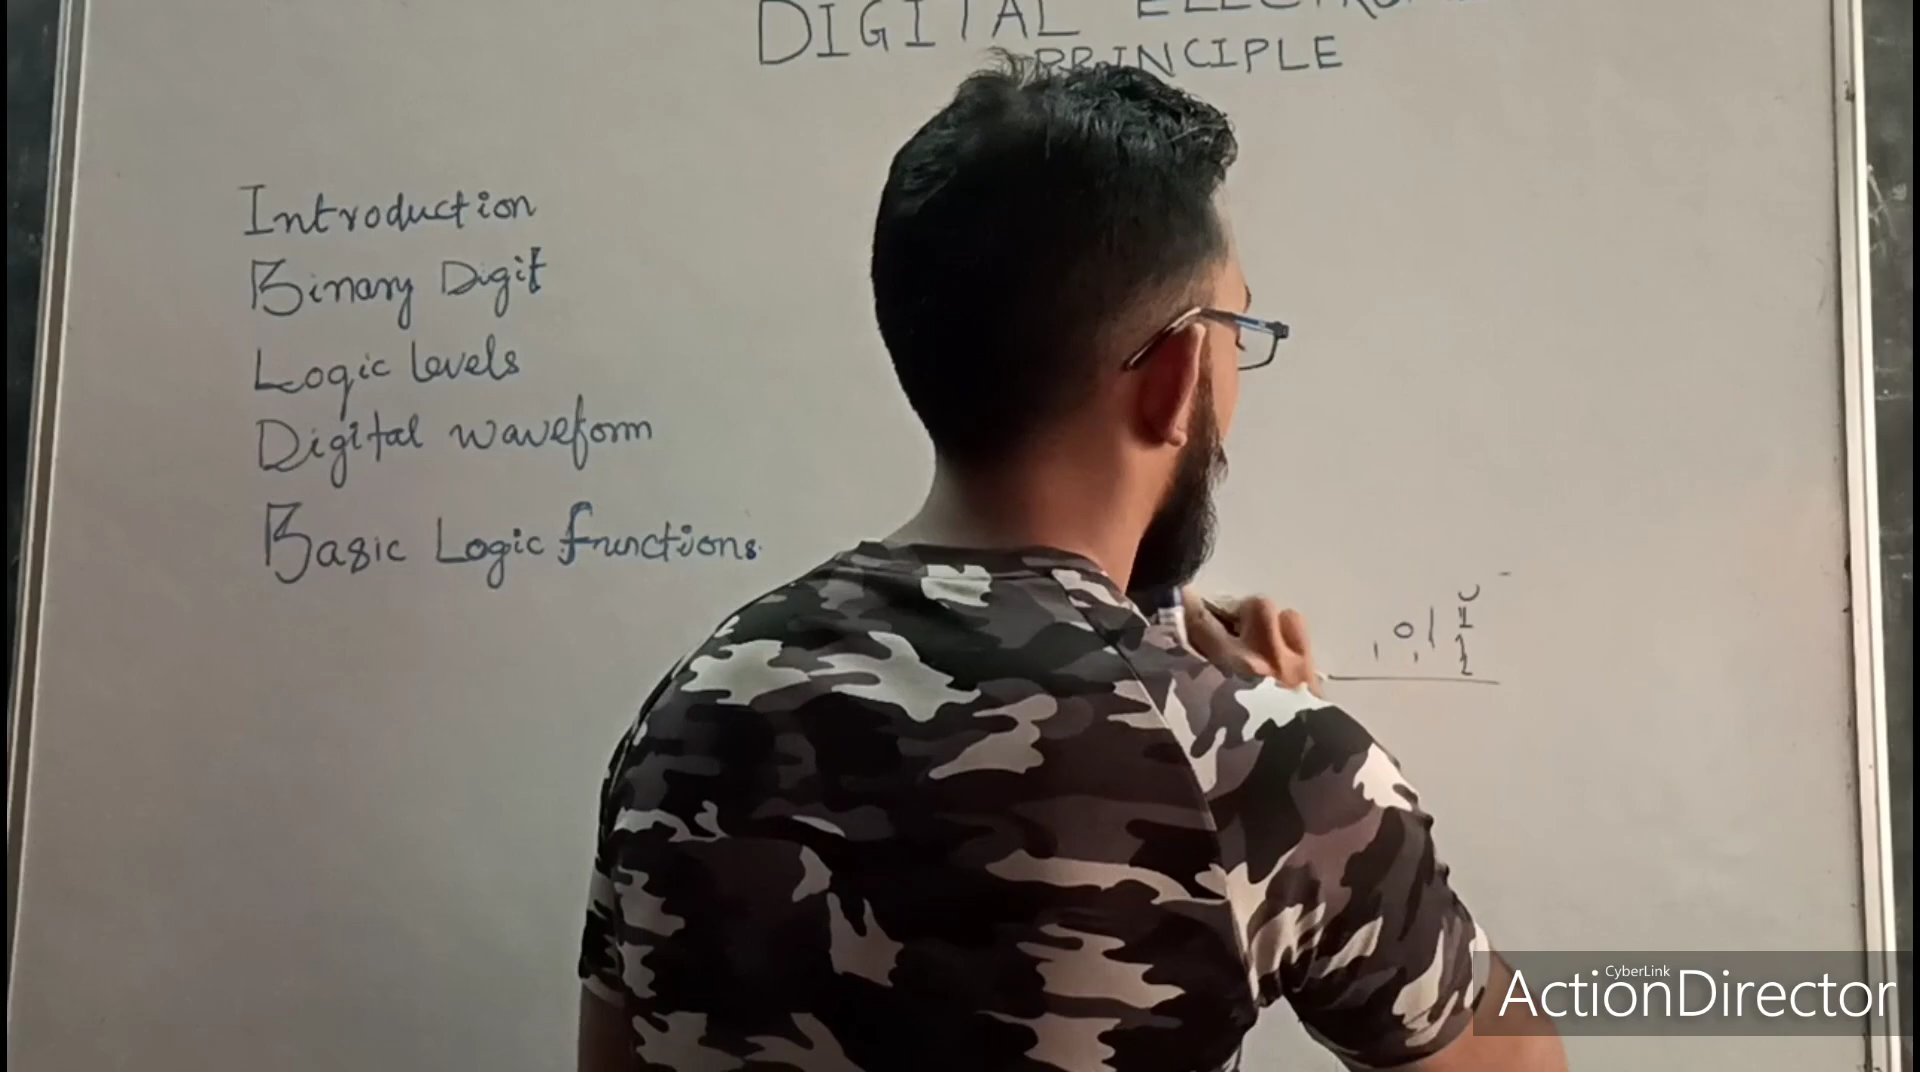 DIGITAL
PRINCIPLE
Introduction
Binary Digit
Logic levels
Digital waveform
Basic Logic functions
CyberLink
ActionDirector